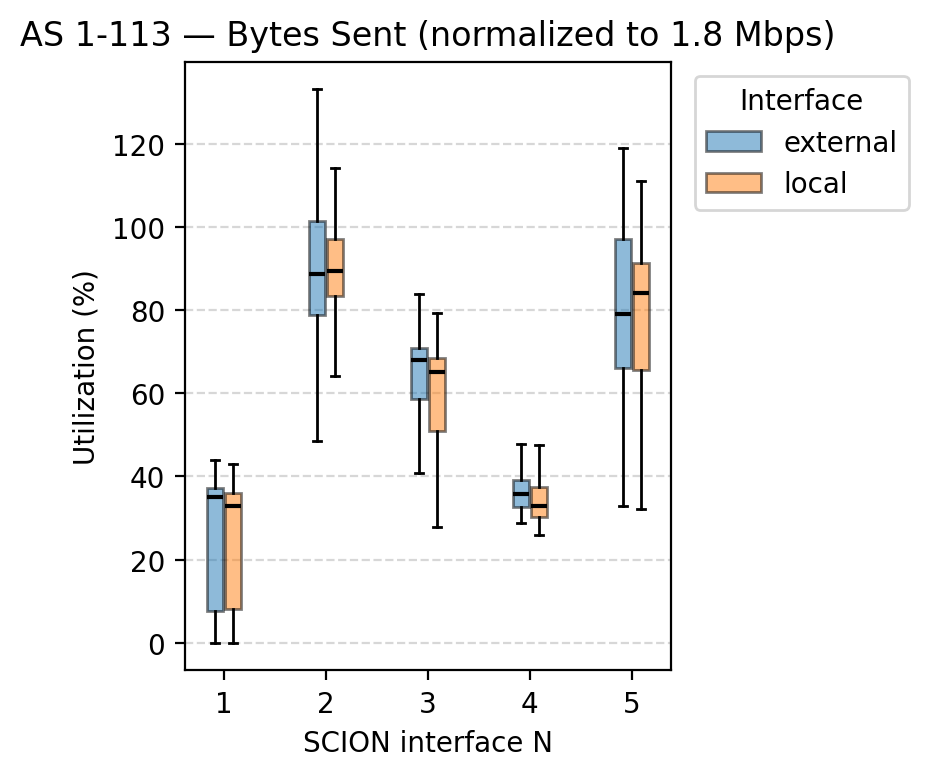 AS 1-113 — Bytes Sent (normalized to 1.8 Mbps)
Interface
external
local
Utilization (%)
120
100
80
60
40
20
0
1 2 3 4 5
SCION interface N